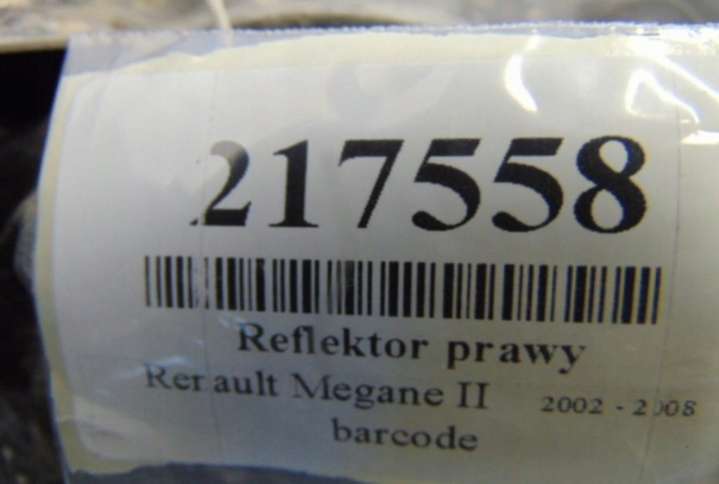 217558
Reflektor prawy
Renault Megane II 2002 - 2008
barcode